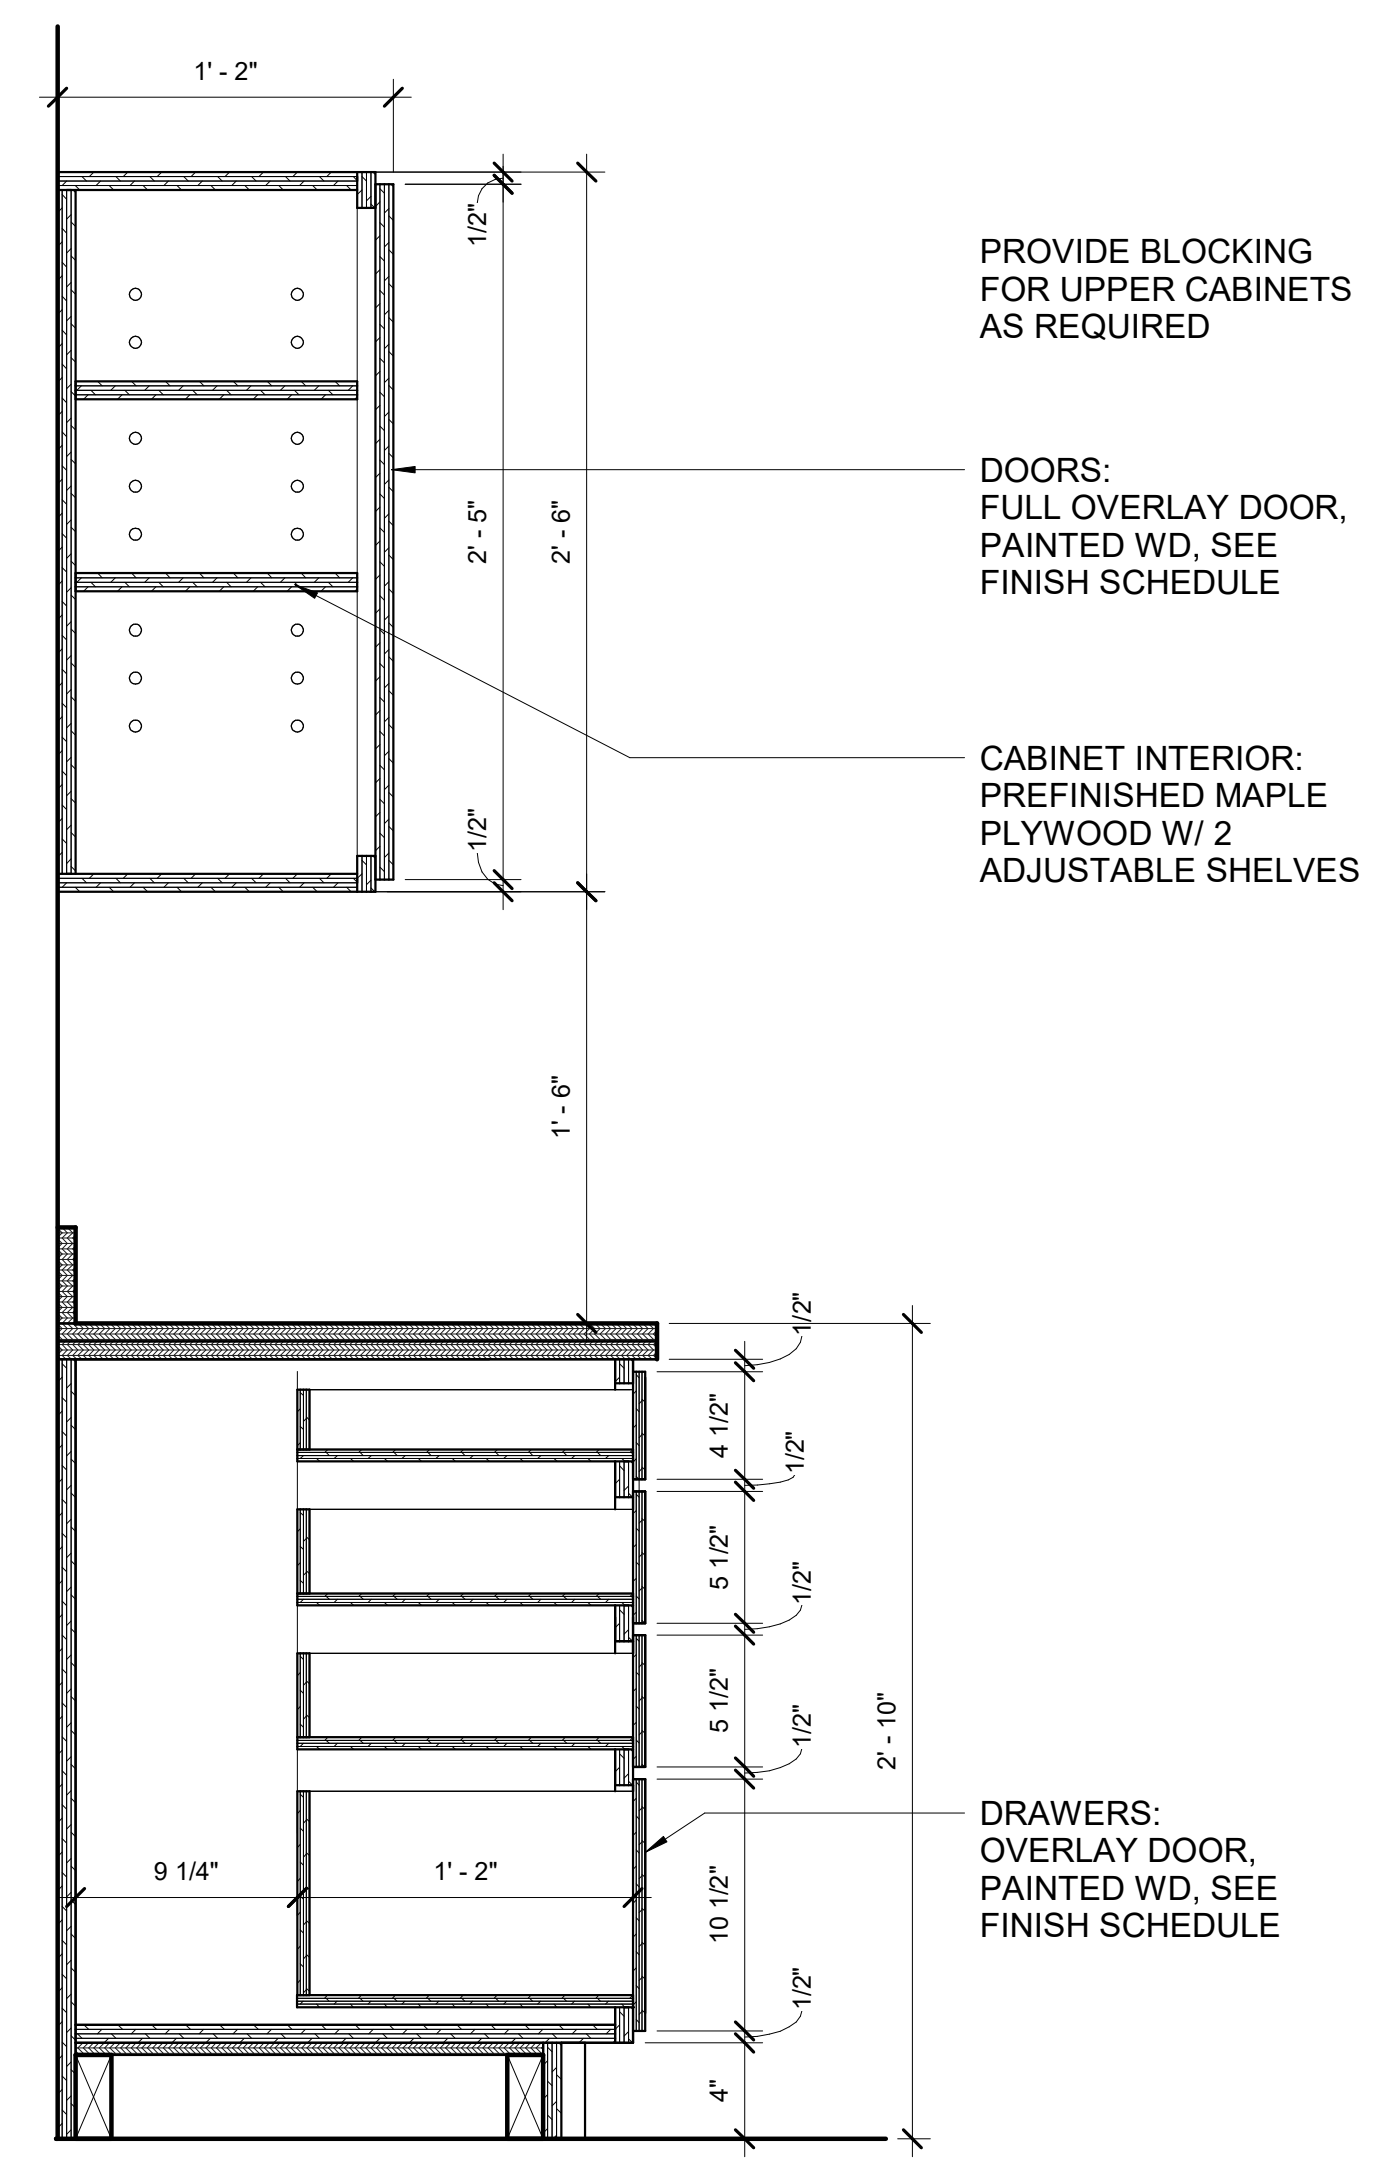 1' - 2"
1/2"
PROVIDE BLOCKING
FOR UPPER CABINETS
AS REQUIRED
2' - 5"
2' - 6"
DOORS:
FULL OVERLAY DOOR,
PAINTED WD, SEE
FINISH SCHEDULE
1/2"
CABINET INTERIOR:
PREFINISHED MAPLE
PLYWOOD W/ 2
ADJUSTABLE SHELVES
1' - 6"
1/2"
4 1/2"
1/2"
5 1/2"
1/2"
5 1/2"
1/2"
2' - 10"
DRAWERS:
OVERLAY DOOR,
PAINTED WD, SEE
FINISH SCHEDULE
9 1/4"
1' - 2"
10 1/2"
1/2"
4"